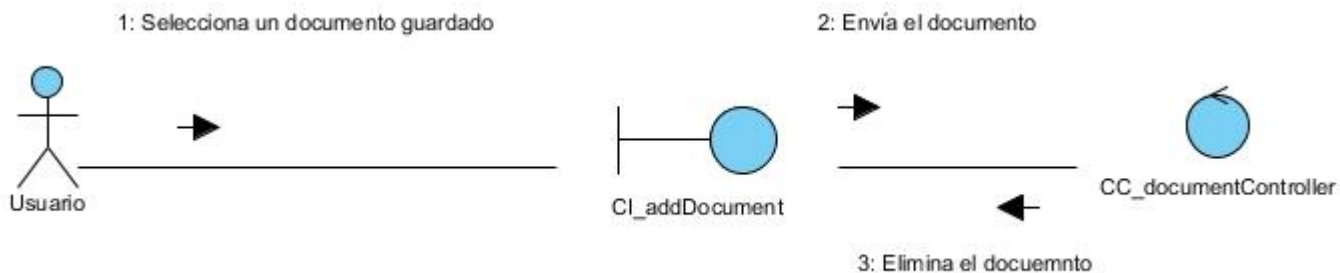 1: Selecciona un documento guardado
2: Envía el documento
Usuario
CI_addDocument
CC_documentController
3: Elimina el docuemnto